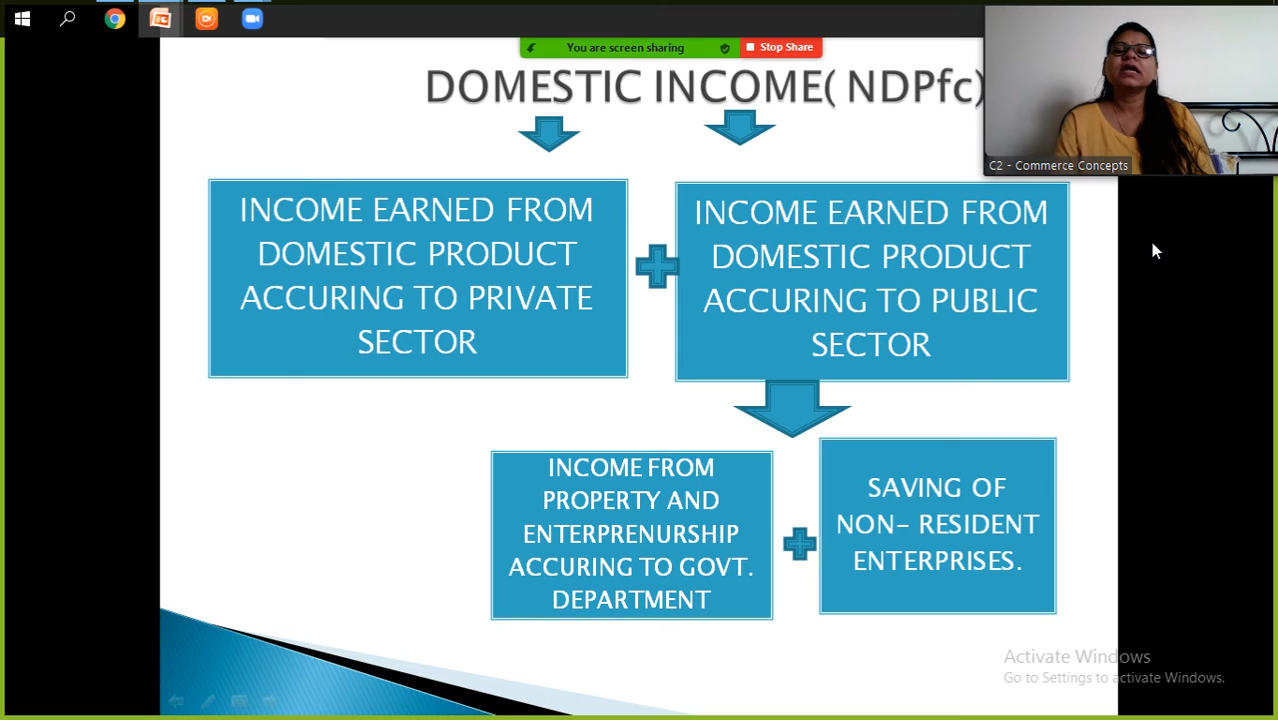 You are screen sharing
Stop Share
DOMESTIC INCOME( NDPfc)
C2 - Commerce Concepts
INCOME EARNED FROM
DOMESTIC PRODUCT
ACCURING TO PRIVATE
SECTOR
INCOME EARNED FROM
DOMESTIC PRODUCT
ACCURING TO PUBLIC
SECTOR
INCOME FROM
PROPERTY AND
ENTERPRENURSHIP
ACCURING TO GOVT.
DEPARTMENT
SAVING OF
NON- RESIDENT
ENTERPRISES.
Activate Windows
Go to Settings to activate Windows.